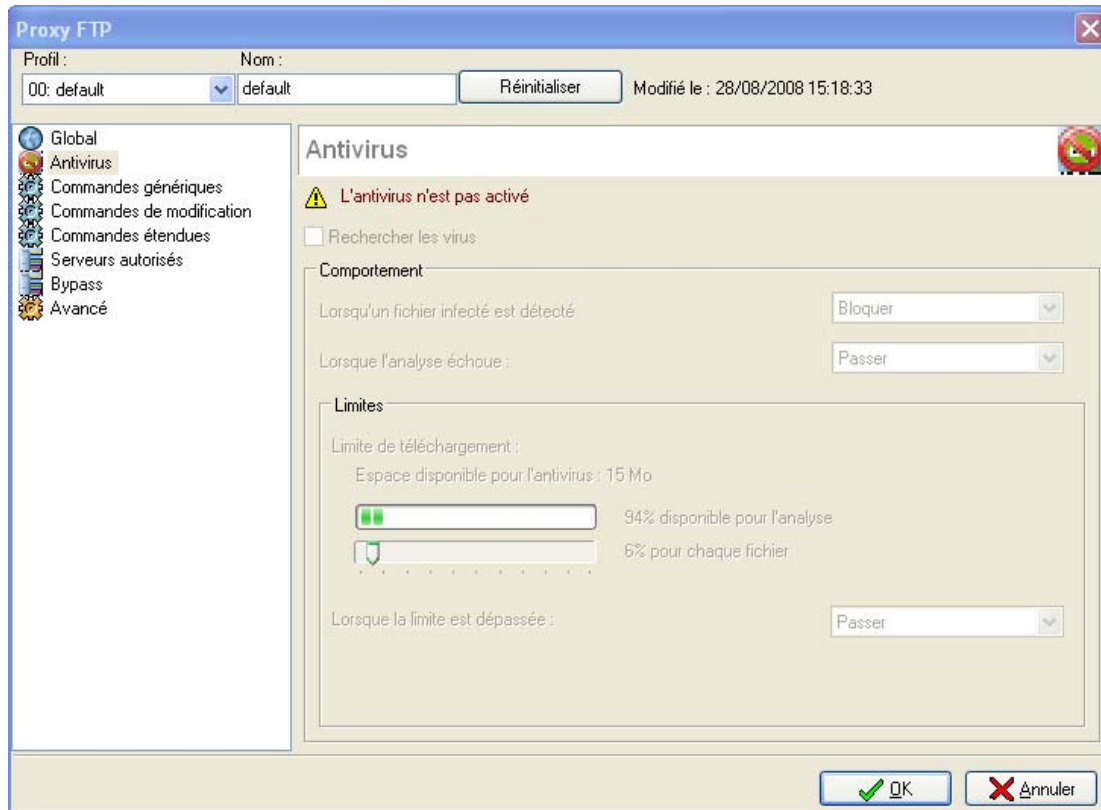 Proxy FTP
Profil :
Nom :
00: default
default
Réinitialiser
Modifié le : 28/08/2008 15:18:33
Global
Antivirus
Commandes génériques
Commandes de modification
Commandes étendues
Serveurs autorisés
Bypass
Avancé
Antivirus
L'antivirus n'est pas activé
Rechercher les virus
Comportement
Lorsqu'un fichier infecté est détecté
Bloquer
Lorsque l'analyse échoue :
Passer
Limites
Limite de téléchargement :
Espace disponible pour l'antivirus : 15 Mo
94% disponible pour l'analyse
6% pour chaque fichier
Lorsque la limite est dépassée :
Passer
OK
Annuler